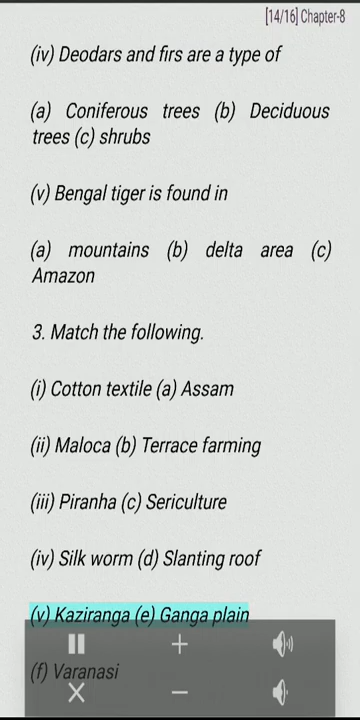 [14/16] Chapter-8
(iv) Deodars and firs are a type of
(a) Coniferous trees (b) Deciduous
trees (c) shrubs
(v) Bengal tiger is found in
(a) mountains (b) delta area (c)
Amazon
3. Match the following.
(i) Cotton textile (a) Assam
(ii) Maloca (b) Terrace farming
(iii) Piranha (c) Sericulture
(iv) Silk worm (d) Slanting roof
(v) Kaziranga (e) Ganga plain
(f) Varanasi